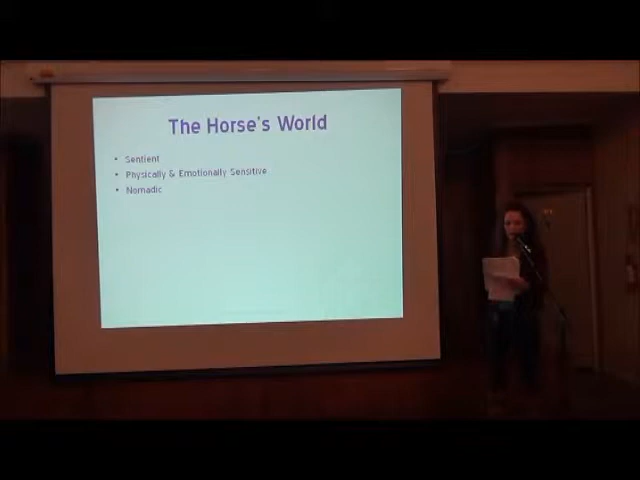 The Horse's World
• Sentient
• Physically & Emotionally Sensitive
• Nomadic